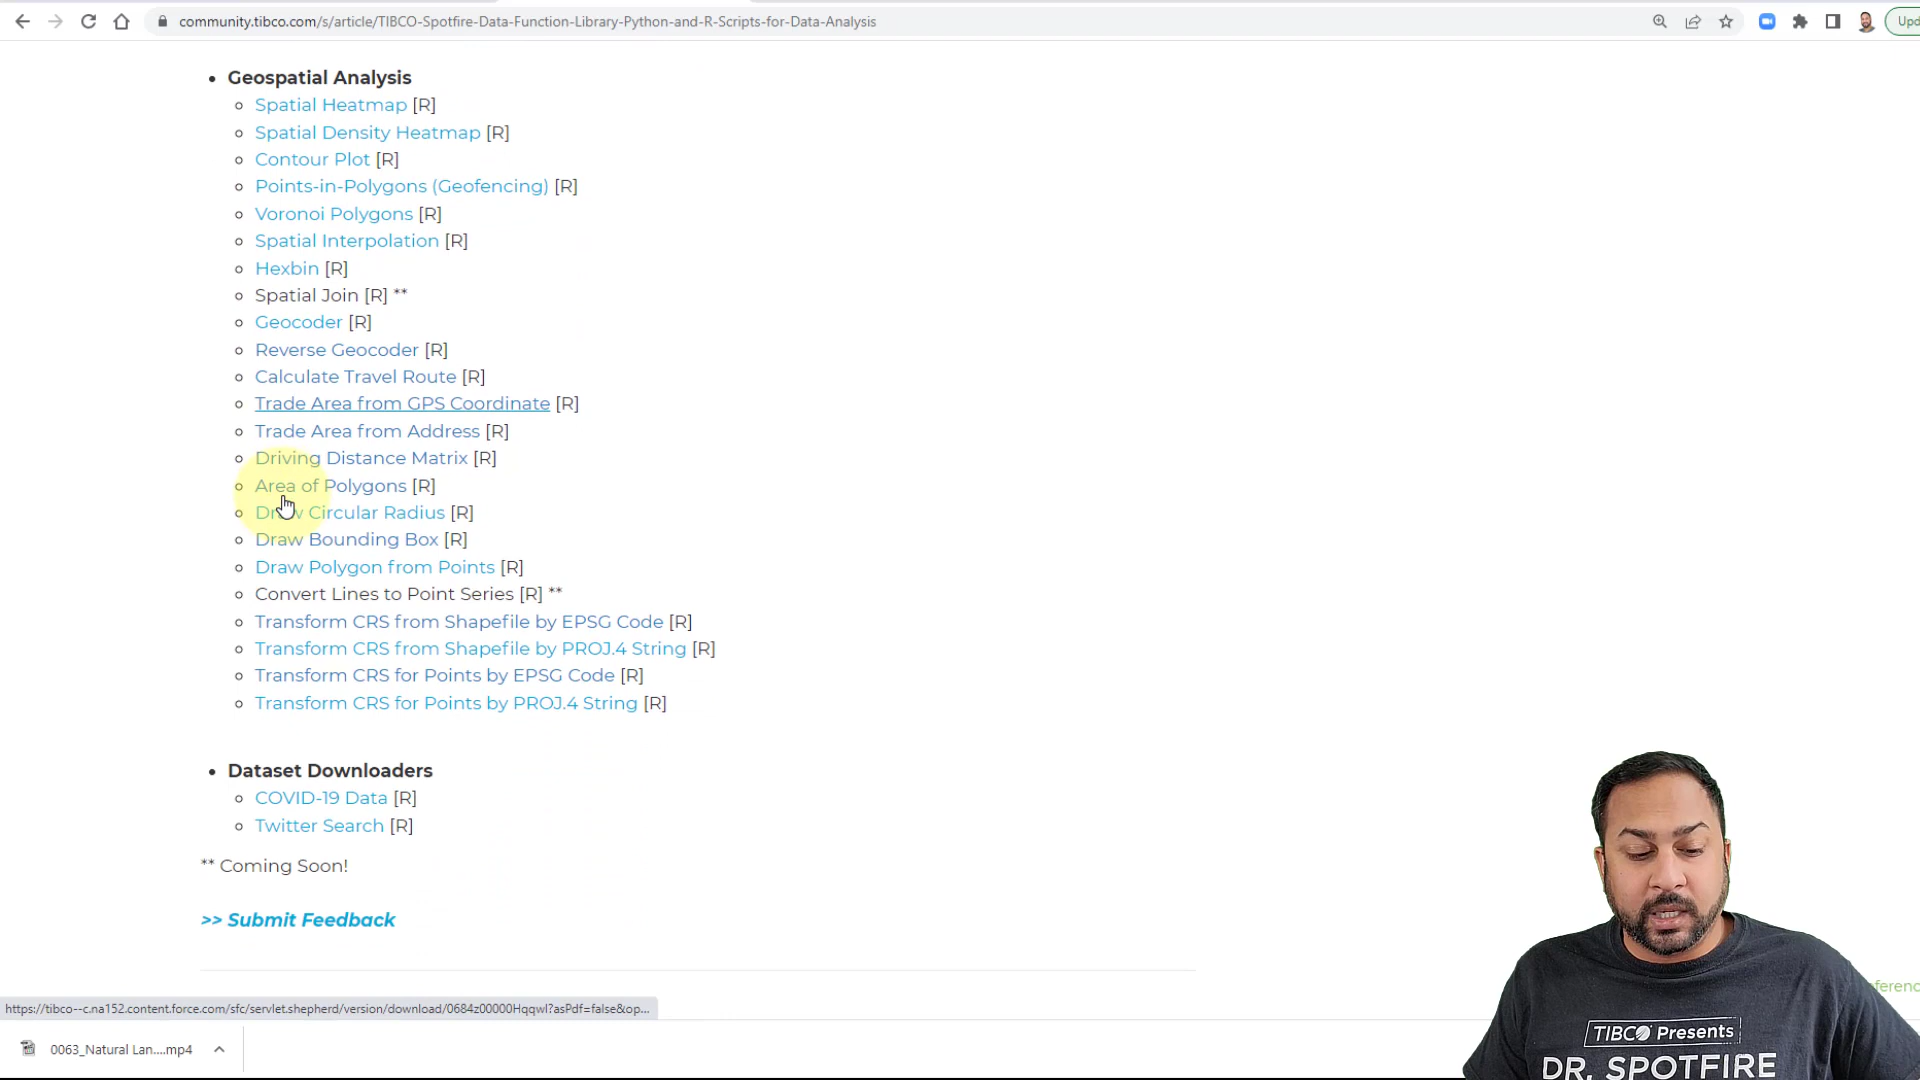 community.tibco.com/s/article/TIBCO-Spotfire-Data-Function-Library-Python-and-R-Scripts-for-Data-Analysis
Upd
• Geospatial Analysis
Spatial Heatmap [R]
Spatial Density Heatmap [R]
Contour Plot [R]
Points-in-Polygons (Geofencing) [R]
Voronoi Polygons [R]
Spatial Interpolation [R]
Hexbin [R]
Spatial Join [R] **
Geocoder [R]
Reverse Geocoder [R]
Calculate Travel Route [R]
Trade Area from GPS Coordinate [R]
Trade Area from Address [R]
Driving Distance Matrix [R]
Area of Polygons [R]
Draw Circular Radius [R]
Draw Bounding Box [R]
Draw Polygon from Points [R]
Convert Lines to Point Series [R] **
Transform CRS from Shapefile by EPSG Code [R]
Transform CRS from Shapefile by PROJ.4 String [R]
Transform CRS for Points by EPSG Code [R]
Transform CRS for Points by PROJ.4 String [R]
• Dataset Downloaders
COVID-19 Data [R]
Twitter Search [R]
** Coming Soon!
>> Submit Feedback
ferenc
https://tibco--c.na152.content.force.com/sfc/servlet.shepherd/version/download/0684z00000Hqqwl?asPdf=false&op...
0063_Natural Lan....mp4
TIBCO Presents
DR. SPOTFIRE